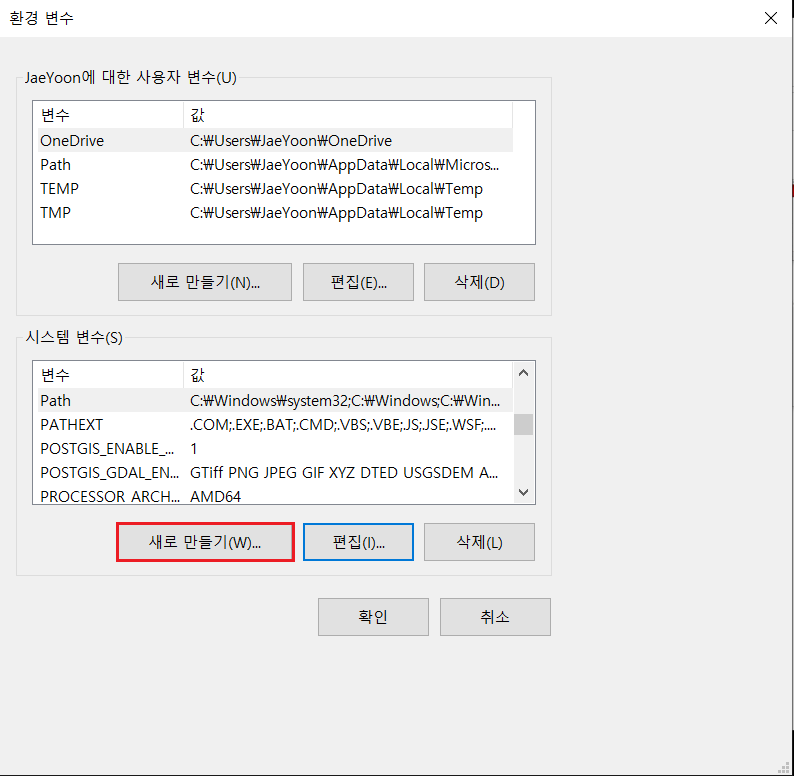 환경 변수
JaeYoon에 대한 사용자 변수(U)
변수 값
OneDrive C:₩Users₩JaeYoon₩OneDrive
Path C:₩Users₩JaeYoon₩AppData₩Local₩Micros...
TEMP C:₩Users₩JaeYoon₩AppData₩Local₩Temp
TMP C:₩Users₩JaeYoon₩AppData₩Local₩Temp
새로 만들기(N)... 편집(E)... 삭제(D)
시스템 변수(S)
변수 값
Path C:₩Windows₩system32;C:₩Windows;C:₩Win...
PATHEXT .COM;.EXE;.BAT;.CMD;.VBS;.VBE;.JS;.JSE;.WSF;....
POSTGIS_ENABLE_... 1
POSTGIS_GDAL_EN... GTiff PNG JPEG GIF XYZ DTED USGSDEM A...
PROCESSOR_ARCH... AMD64
새로 만들기(W)... 편집(I)... 삭제(L)
확인 취소